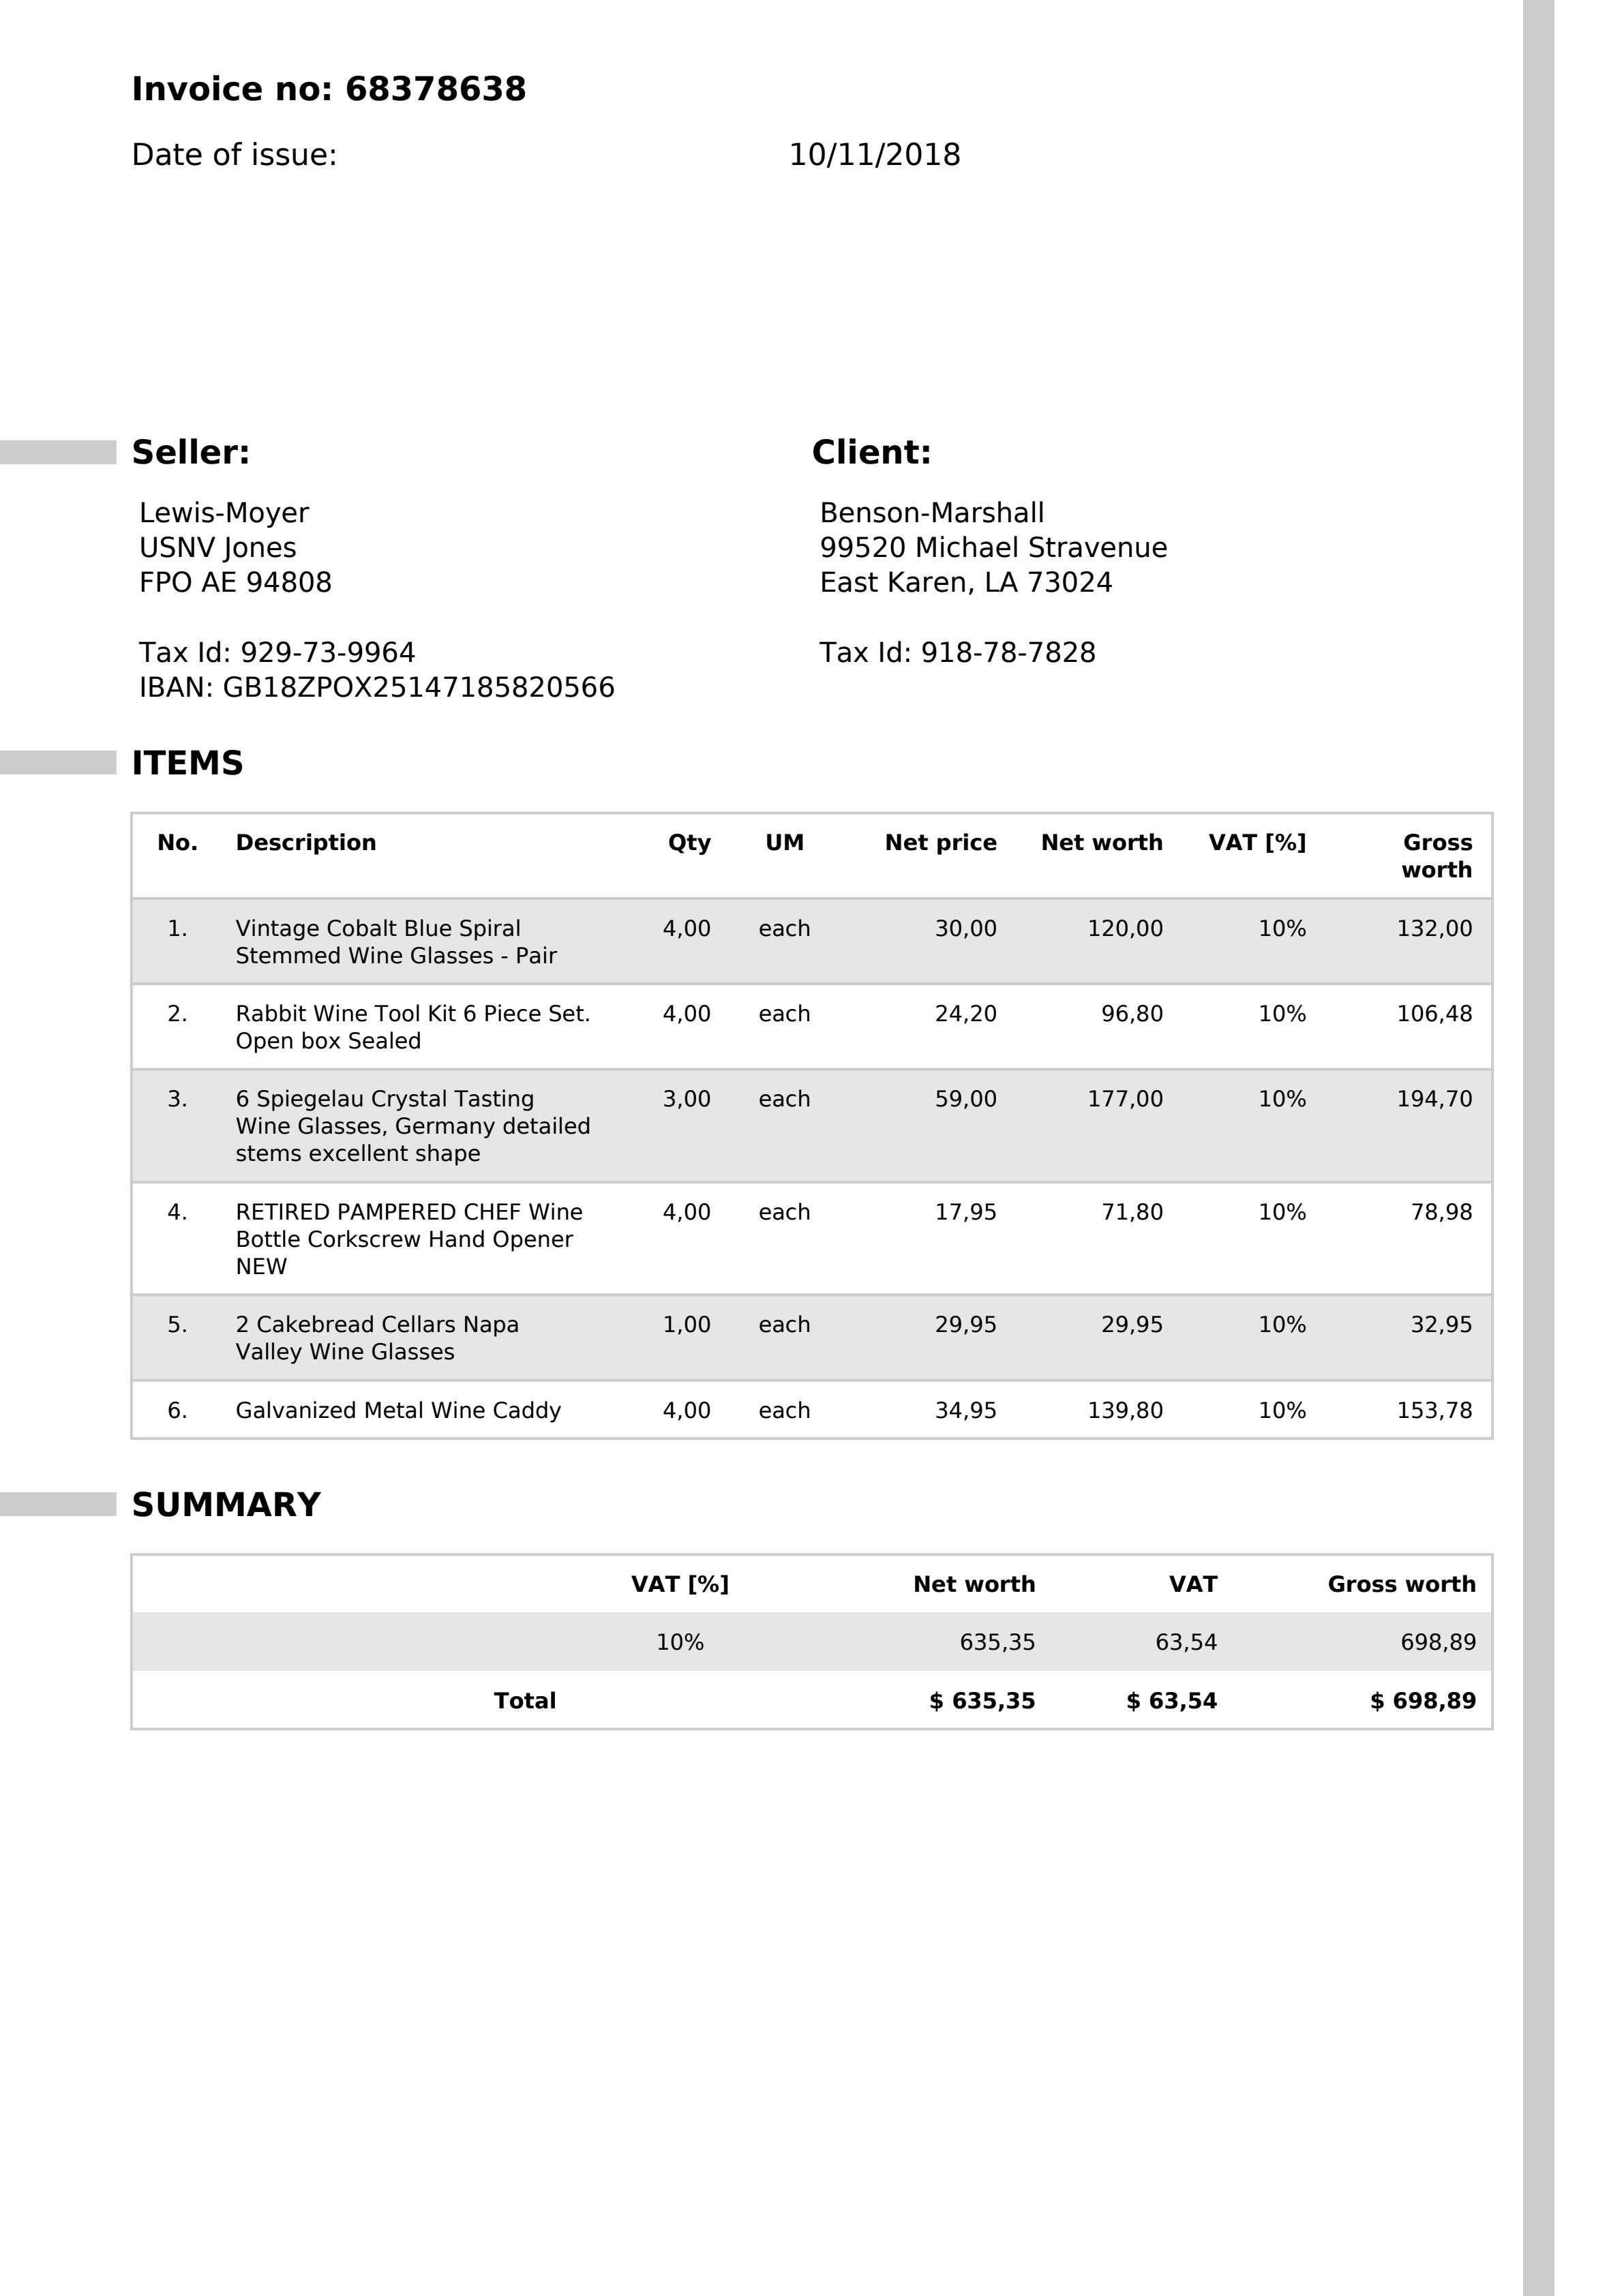 Invoice no: 68378638
Date of issue: 10/11/2018
Seller:
Lewis-Moyer
USNV Jones
FPO AE 94808
Tax Id: 929-73-9964
IBAN: GB18ZPOX25147185820566
Client:
Benson-Marshall
99520 Michael Stravenue
East Karen, LA 73024
Tax Id: 918-78-7828
ITEMS
No. Description Qty UM Net price Net worth VAT [%] Gross
worth
1. Vintage Cobalt Blue Spiral 4,00 each 30,00 120,00 10% 132,00
Stemmed Wine Glasses - Pair
2. Rabbit Wine Tool Kit 6 Piece Set. 4,00 each 24,20 96,80 10% 106,48
Open box Sealed
3. 6 Spiegelau Crystal Tasting 3,00 each 59,00 177,00 10% 194,70
Wine Glasses, Germany detailed
stems excellent shape
4. RETIRED PAMPERED CHEF Wine 4,00 each 17,95 71,80 10% 78,98
Bottle Corkscrew Hand Opener
NEW
5. 2 Cakebread Cellars Napa 1,00 each 29,95 29,95 10% 32,95
Valley Wine Glasses
6. Galvanized Metal Wine Caddy 4,00 each 34,95 139,80 10% 153,78
SUMMARY
VAT [%] Net worth VAT Gross worth
10% 635,35 63,54 698,89
Total $ 635,35 $ 63,54 $ 698,89